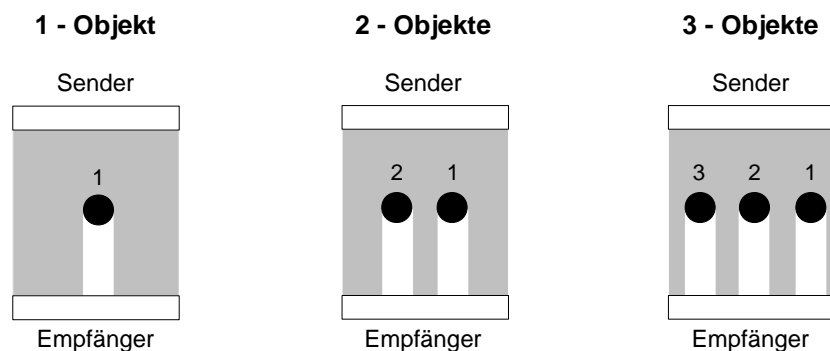 1 - Objekt
2 - Objekte
3 - Objekte
Sender
Sender
Sender
1
2 1
3 2 1
Empfänger
Empfänger
Empfänger